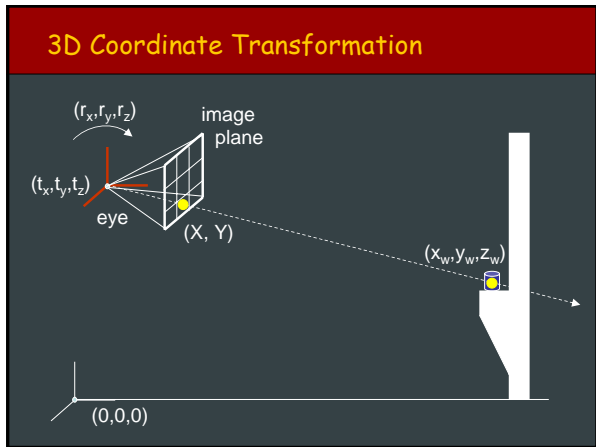 3D Coordinate Transformation
(rx,ry,rz)
image
plane
(tx,ty,tz)
eye
(X, Y)
(xw,yw,zw)
(0,0,0)